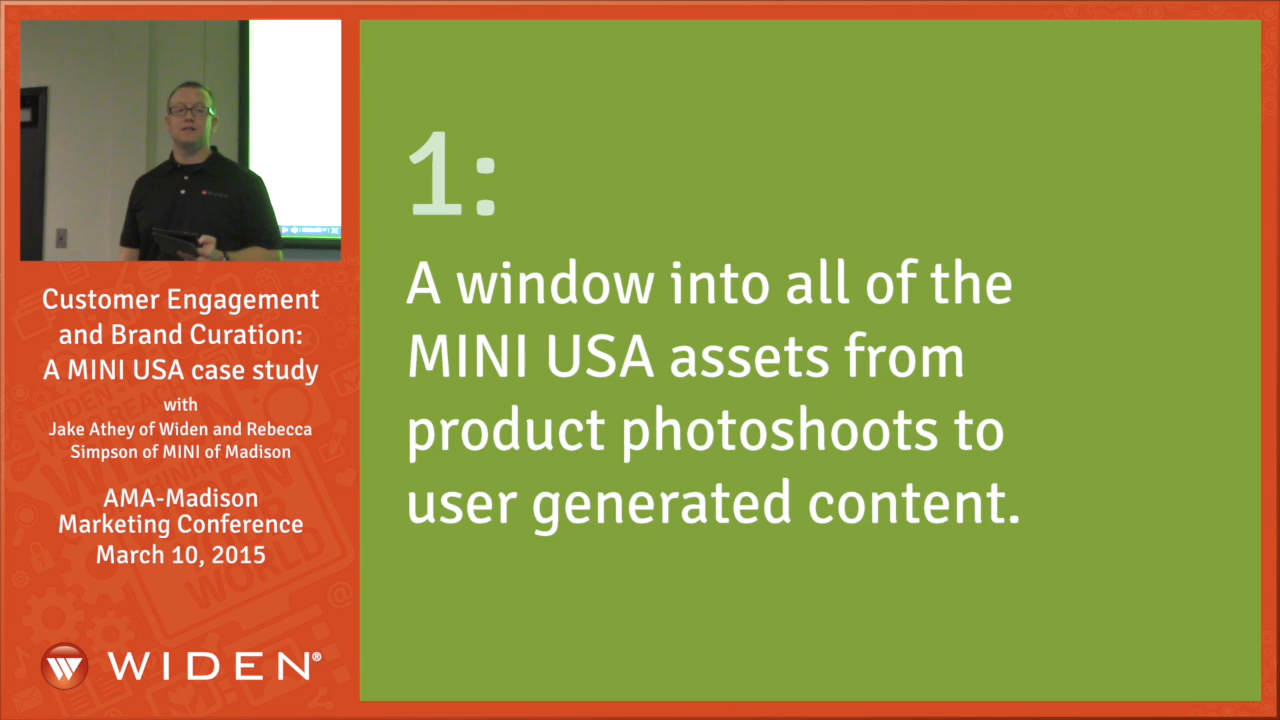 Customer Engagement
and Brand Curation:
A MINI USA case study
with
Jake Athey of Widen and Rebecca
Simpson of MINI of Madison
AMA-Madison
Marketing Conference
March 10, 2015
WIDEN®
1:
A window into all of the
MINI USA assets from
product photoshoots to
user generated content.